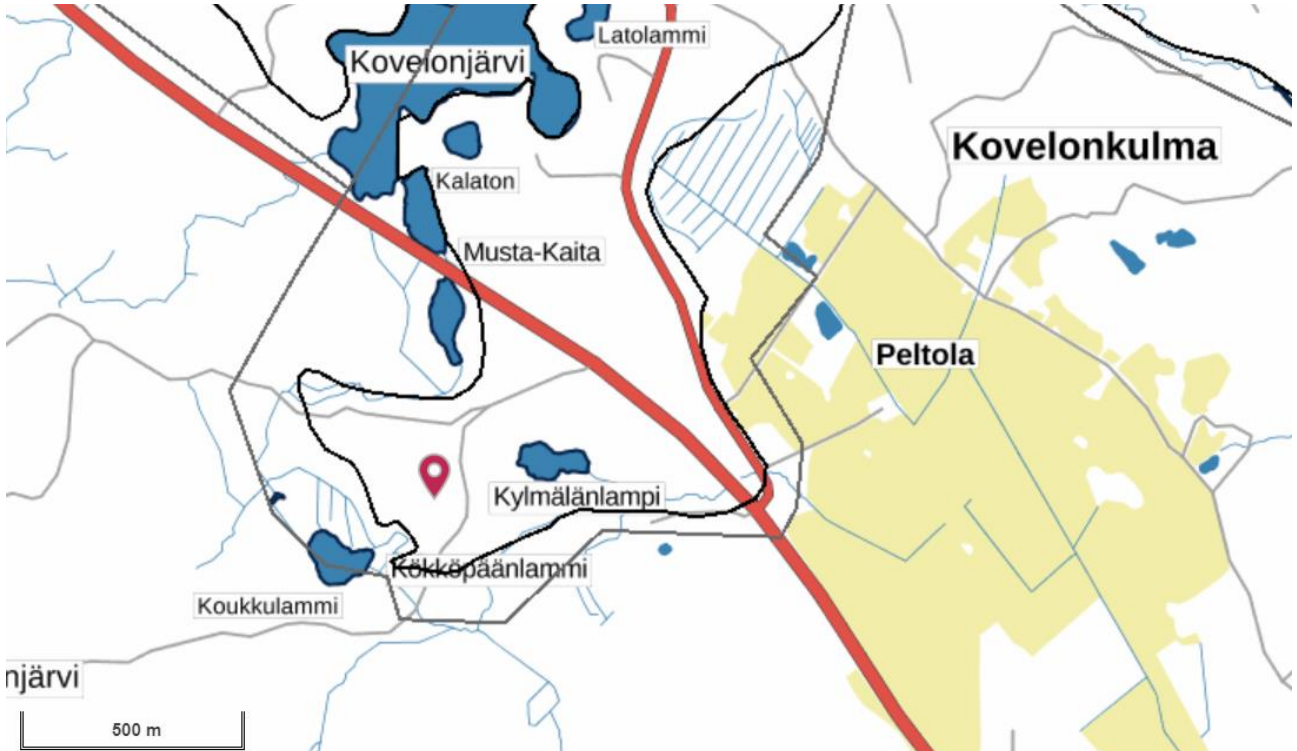 Latolammi
Kovelonjärvi
Kovelonkulma
Kalaton
Musta-Kaita
Peltola
Kylmälänlampi
Kökköpäänlammi
Koukkulammi
njärvi
500 m